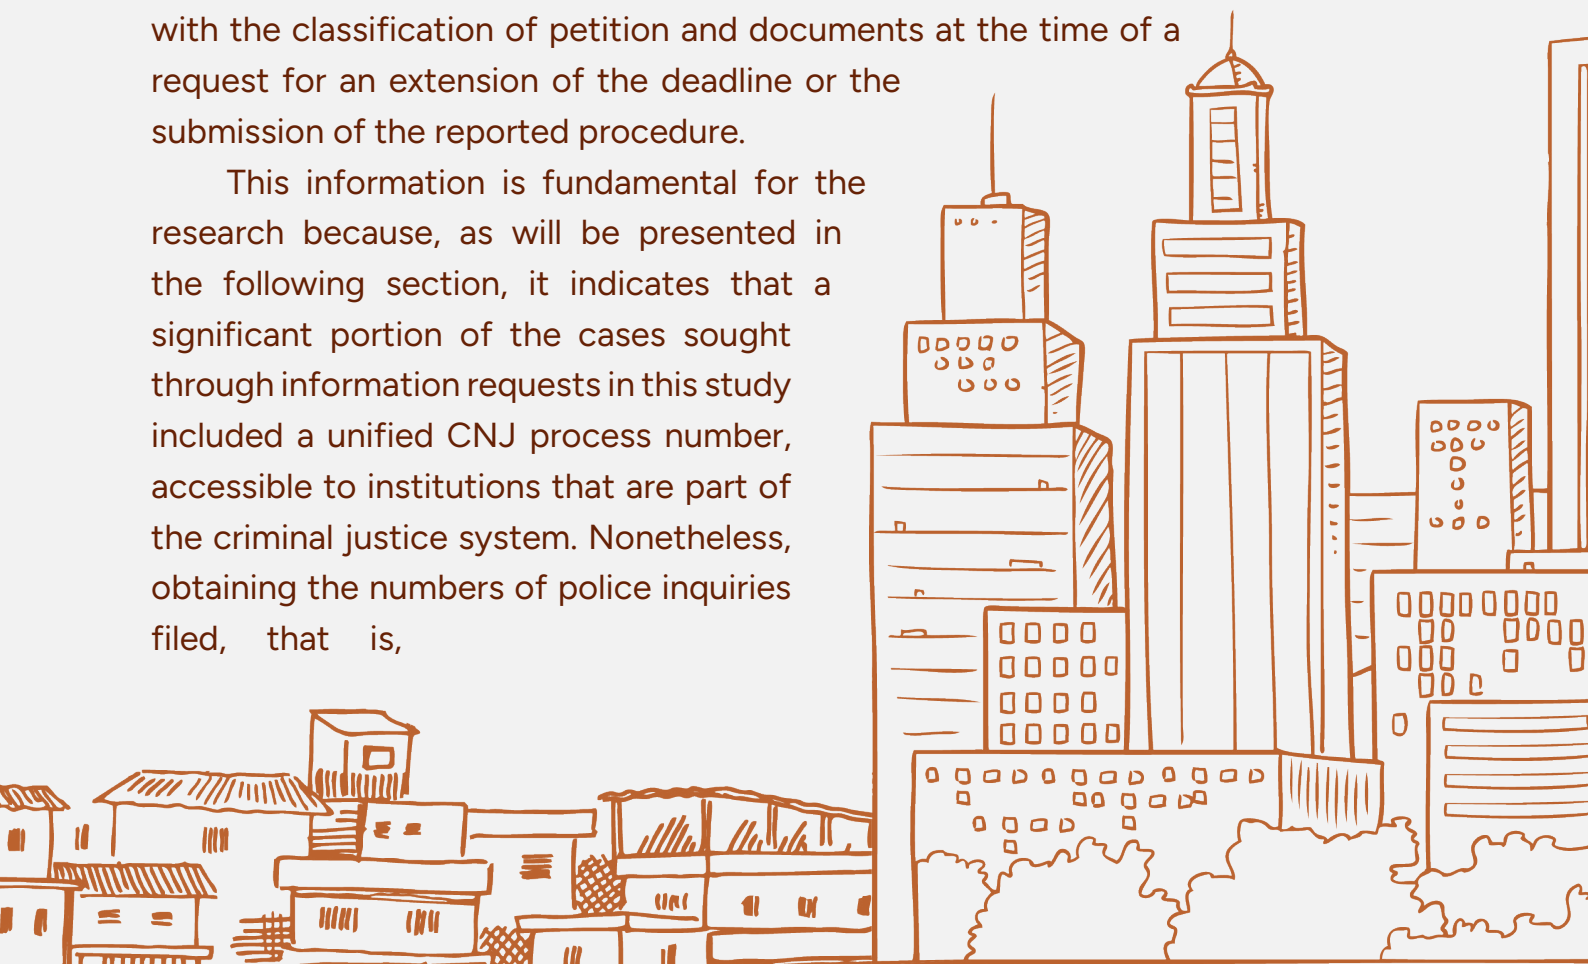 with the classification of petition and documents at the time of a
request for an extension of the deadline or the
submission of the reported procedure.
This information is fundamental for the
research because, as will be presented in
the following section, it indicates that a
significant portion of the cases sought
through information requests in this study
included a unified CNJ process number,
accessible to institutions that are part of
the criminal justice system. Nonetheless,
obtaining the numbers of police inquiries
filed, that is,